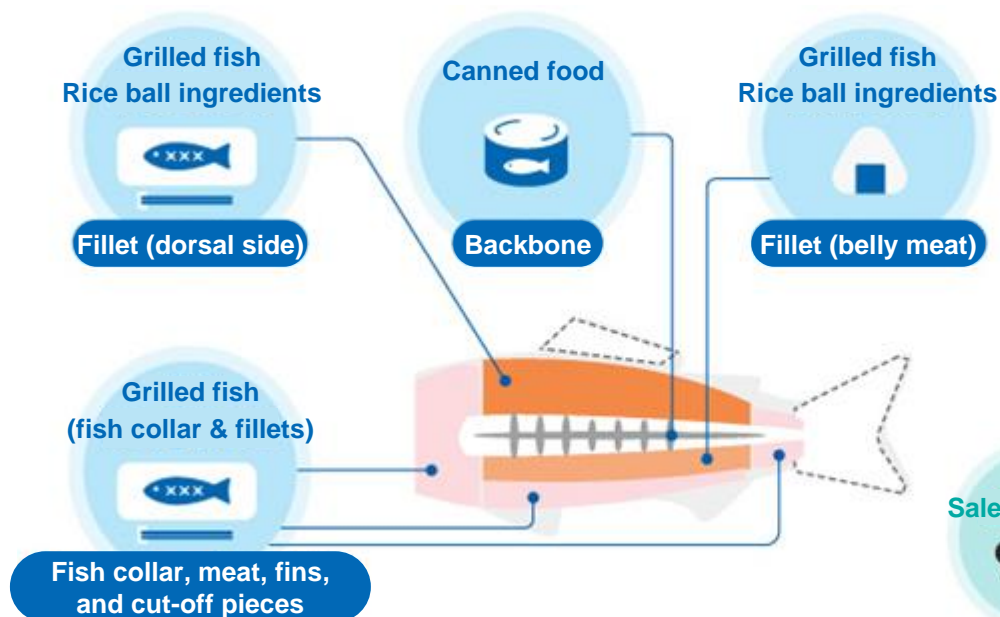 Grilled fish
Rice ball ingredients
Fillet (dorsal side)
Canned food
Backbone
Grilled fish
Rice ball ingredients
Fillet (belly meat)
Grilled fish
(fish collar & fillets)
Fish collar, meat, fins,
and cut-off pieces
Sale